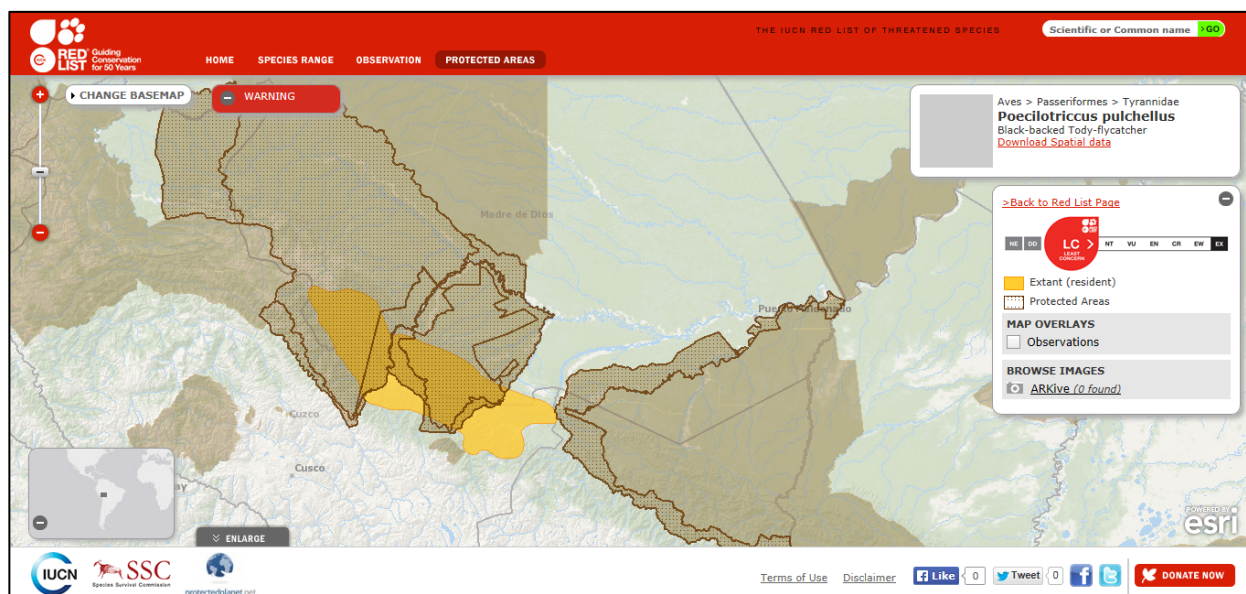 THE IUCN RED LIST OF THREATENED SPECIES
Scientific or Common name >GO
RED LIST
Guiding Conservation for 50 Years
HOME SPECIES RANGE OBSERVATION PROTECTED AREAS
CHANGE BASEMAP
WARNING
Aves > Passeriformes > Tyrannidae
Poecilotriccus pulchellus
Black-backed Tody-flycatcher
Download Spatial data
>Back to Red List Page
NE DD LC > NT VU EN CR EW EX
LEAST CONCERN
Extant (resident)
Protected Areas
MAP OVERLAYS
Observations
BROWSE IMAGES
ARKive (0 found)
Madre de Dios
Puerto Maldonado
Cuzco
Cusco
ay
ENLARGE
POWERED BY
esri
IUCN
SSC
Species Survival Commission
protectedplanet.net
Terms of Use Disclaimer Like 0 Tweet 0 DONATE NOW